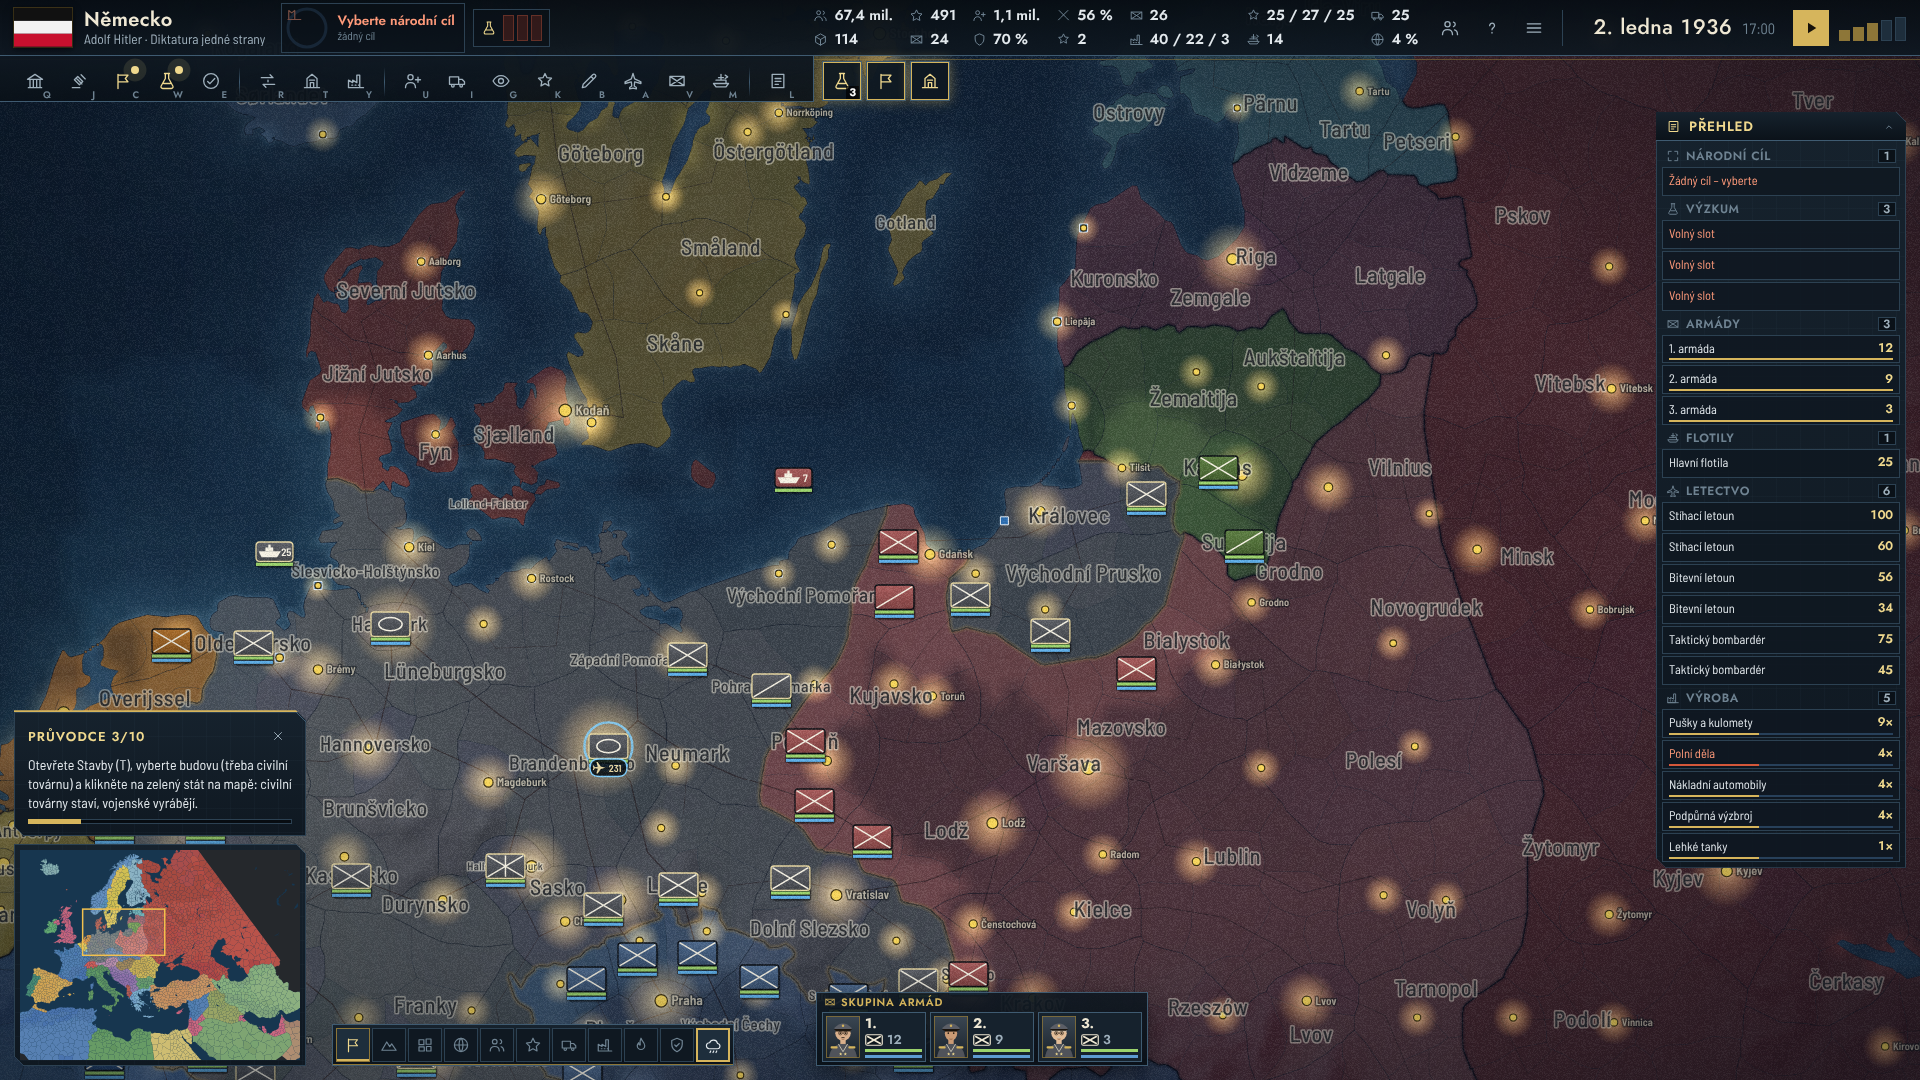 Německo
Adolf Hitler · Diktatura jedné strany
Vyberte národní cíl
žádný cíl
67,4 mil.
491
1,1 mil.
56 %
26
25 / 27 / 25
25
114
24
70 %
2
40 / 22 / 3
14
4 %
?
2. ledna 1936
17:00
Q
J
C
W
E
R
T
Y
U
I
G
K
B
A
V
M
L
3
PŘEHLED
NÁRODNÍ CÍL
1
Žádný cíl – vyberte
VÝZKUM
3
Volný slot
Volný slot
Volný slot
ARMÁDY
3
1. armáda
12
2. armáda
9
3. armáda
3
FLOTILY
1
Hlavní flotila
25
LETECTVO
6
Stíhací letoun
100
Stíhací letoun
60
Bitevní letoun
56
Bitevní letoun
34
Taktický bombardér
75
Taktický bombardér
45
VÝROBA
5
Pušky a kulomety
9×
Polní děla
4×
Nákladní automobily
4×
Podpůrná výzbroj
4×
Lehké tanky
1×
Norrköping
Göteborg
Östergötland
Göteborg
Småland
Skåne
Gotland
Ostrovy
Pärnu
Tartu
Tartu
Petseri
Vidzeme
Tver
Pskov
Riga
Kuronsko
Zemgale
Latgale
Liepāja
Aukštaitija
Žemaitija
Vitebsk
Vitebsk
Aalborg
Severní Jutsko
Aarhus
Jižní Jutsko
Kodaň
Sjælland
Fyn
Lolland-Falster
7
Tilsit
Vilnius
Královec
Kiel
25
Šlesvicko-Holštýnsko
Rostock
Gdaňsk
Východní Prusko
Minsk
Grodno
Grodno
Novogrudek
Bobrujsk
Brémy
Lüneburgsko
Bialystok
Białystok
Overijssel
Kujavsko
Toruń
Mazovsko
Hannoversko
Neumark
231
Magdeburk
Varšava
Polesí
Brunšvicko
Lodž
Lodž
Radom
Lublin
Žytomyr
Žytomyr
Kyjev
Kyjev
Sasko
Durynsko
Vratislav
Dolní Slezsko
Čenstochová
Kielce
Volyň
Franky
Praha
Rzeszów
Lvov
Lvov
Tarnopol
Vinnica
Čerkasy
PRŮVODCE 3/10
Otevřete Stavby (T), vyberte budovu (třeba civilní
továrnu) a klikněte na zelený stát na mapě: civilní
továrny staví, vojenské vyrábějí.
SKUPINA ARMÁD
1.
12
2.
9
3.
3